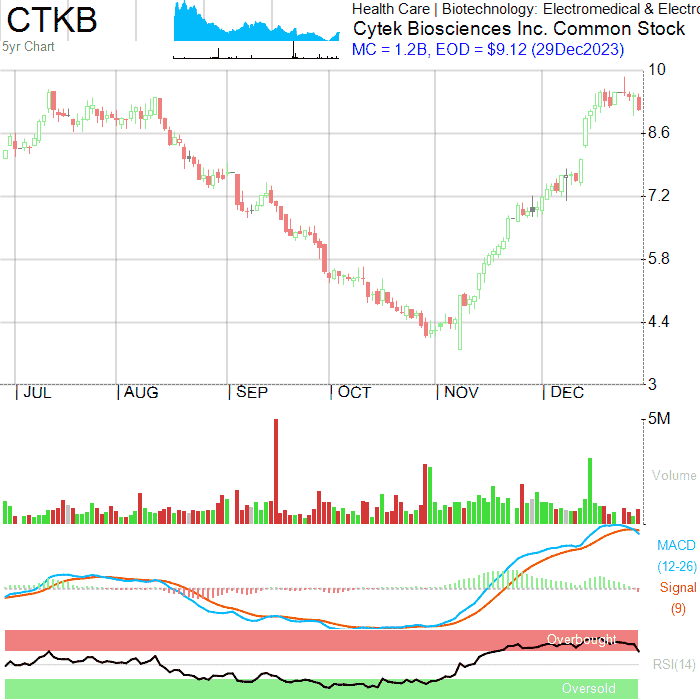 CTKB
5yr Chart
Health Care | Biotechnology: Electromedical & Electro
Cytek Biosciences Inc. Common Stock
MC = 1.2B, EOD = $9.12 (29Dec2023)
10
8.6
7.2
5.8
4.4
3
JUL AUG SEP OCT NOV DEC
5M
Volume
MACD
(12-26)
Signal
(9)
Overbought
RSI(14)
Oversold